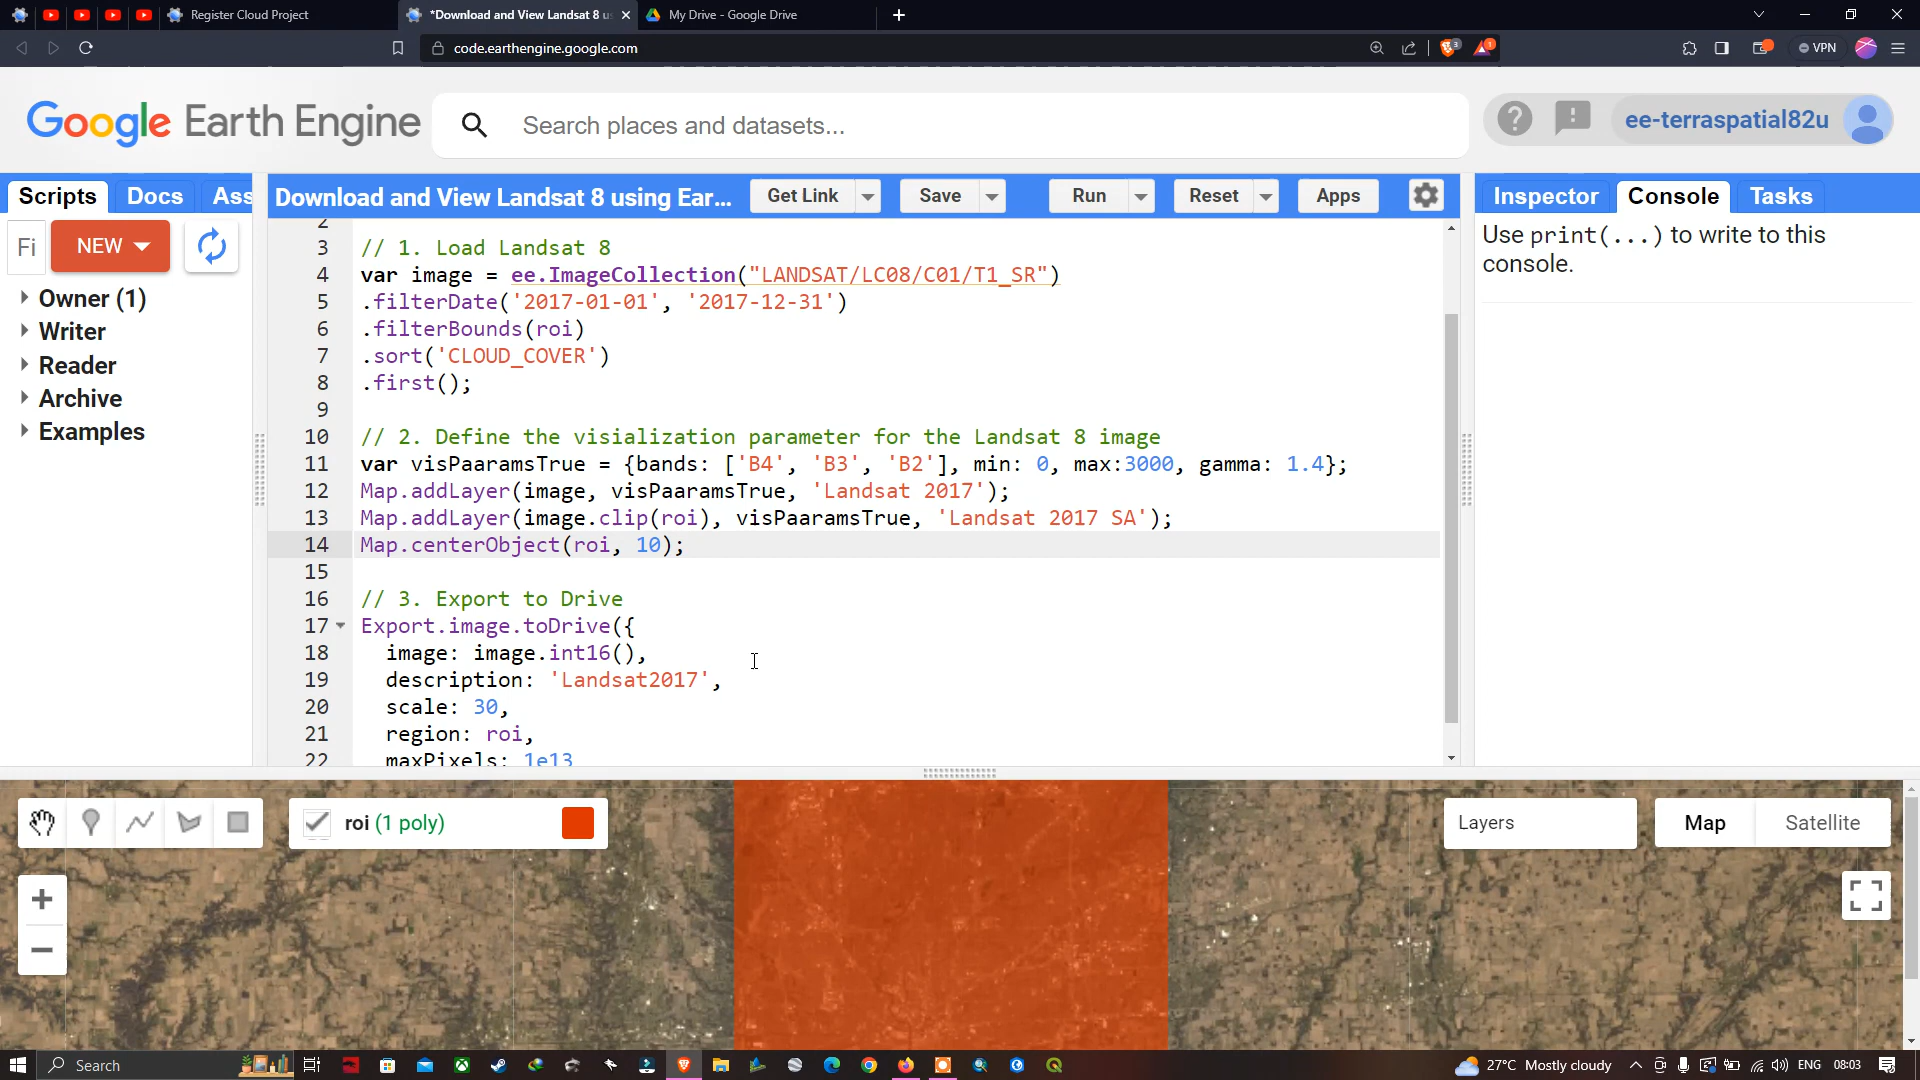 Register Cloud Project
*Download and View Landsat 8 u
My Drive - Google Drive
code.earthengine.google.com
3
1
VPN
Google Earth Engine
Search places and datasets...
ee-terraspatial82u
Scripts
Docs
Ass
Download and View Landsat 8 using Ear...
Get Link
Save
Run
Reset
Apps
Inspector
Console
Tasks
Fi
NEW
Owner (1)
Writer
Reader
Archive
Examples
2
3 // 1. Load Landsat 8
4 var image = ee.ImageCollection("LANDSAT/LC08/C01/T1_SR")
5 .filterDate('2017-01-01', '2017-12-31')
6 .filterBounds(roi)
7 .sort('CLOUD_COVER')
8 .first();
9
10 // 2. Define the visialization parameter for the Landsat 8 image
11 var visPaaramsTrue = {bands: ['B4', 'B3', 'B2'], min: 0, max:3000, gamma: 1.4};
12 Map.addLayer(image, visPaaramsTrue, 'Landsat 2017');
13 Map.addLayer(image.clip(roi), visPaaramsTrue, 'Landsat 2017 SA');
14 Map.centerObject(roi, 10);
15
16 // 3. Export to Drive
17 Export.image.toDrive({
18 image: image.int16(),
19 description: 'Landsat2017',
20 scale: 30,
21 region: roi,
22 maxPixels: 1e13
Use print(...) to write to this
console.
roi (1 poly)
Layers
Map
Satellite
Search
27°C Mostly cloudy
ENG
08:03